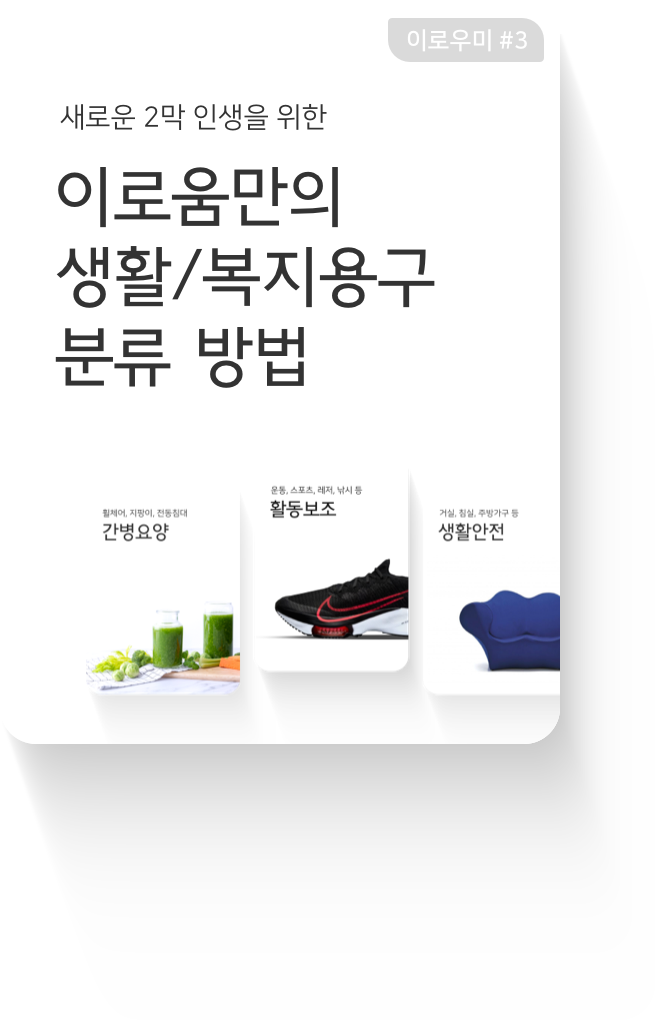 이로우미 #3
새로운 2막 인생을 위한
이로움만의
생활/복지용구
분류 방법
휠체어, 지팡이, 전동침대
간병요양
운동, 스포츠, 레저, 낚시 등
활동보조
거실, 침실, 주방가구 등
생활안전